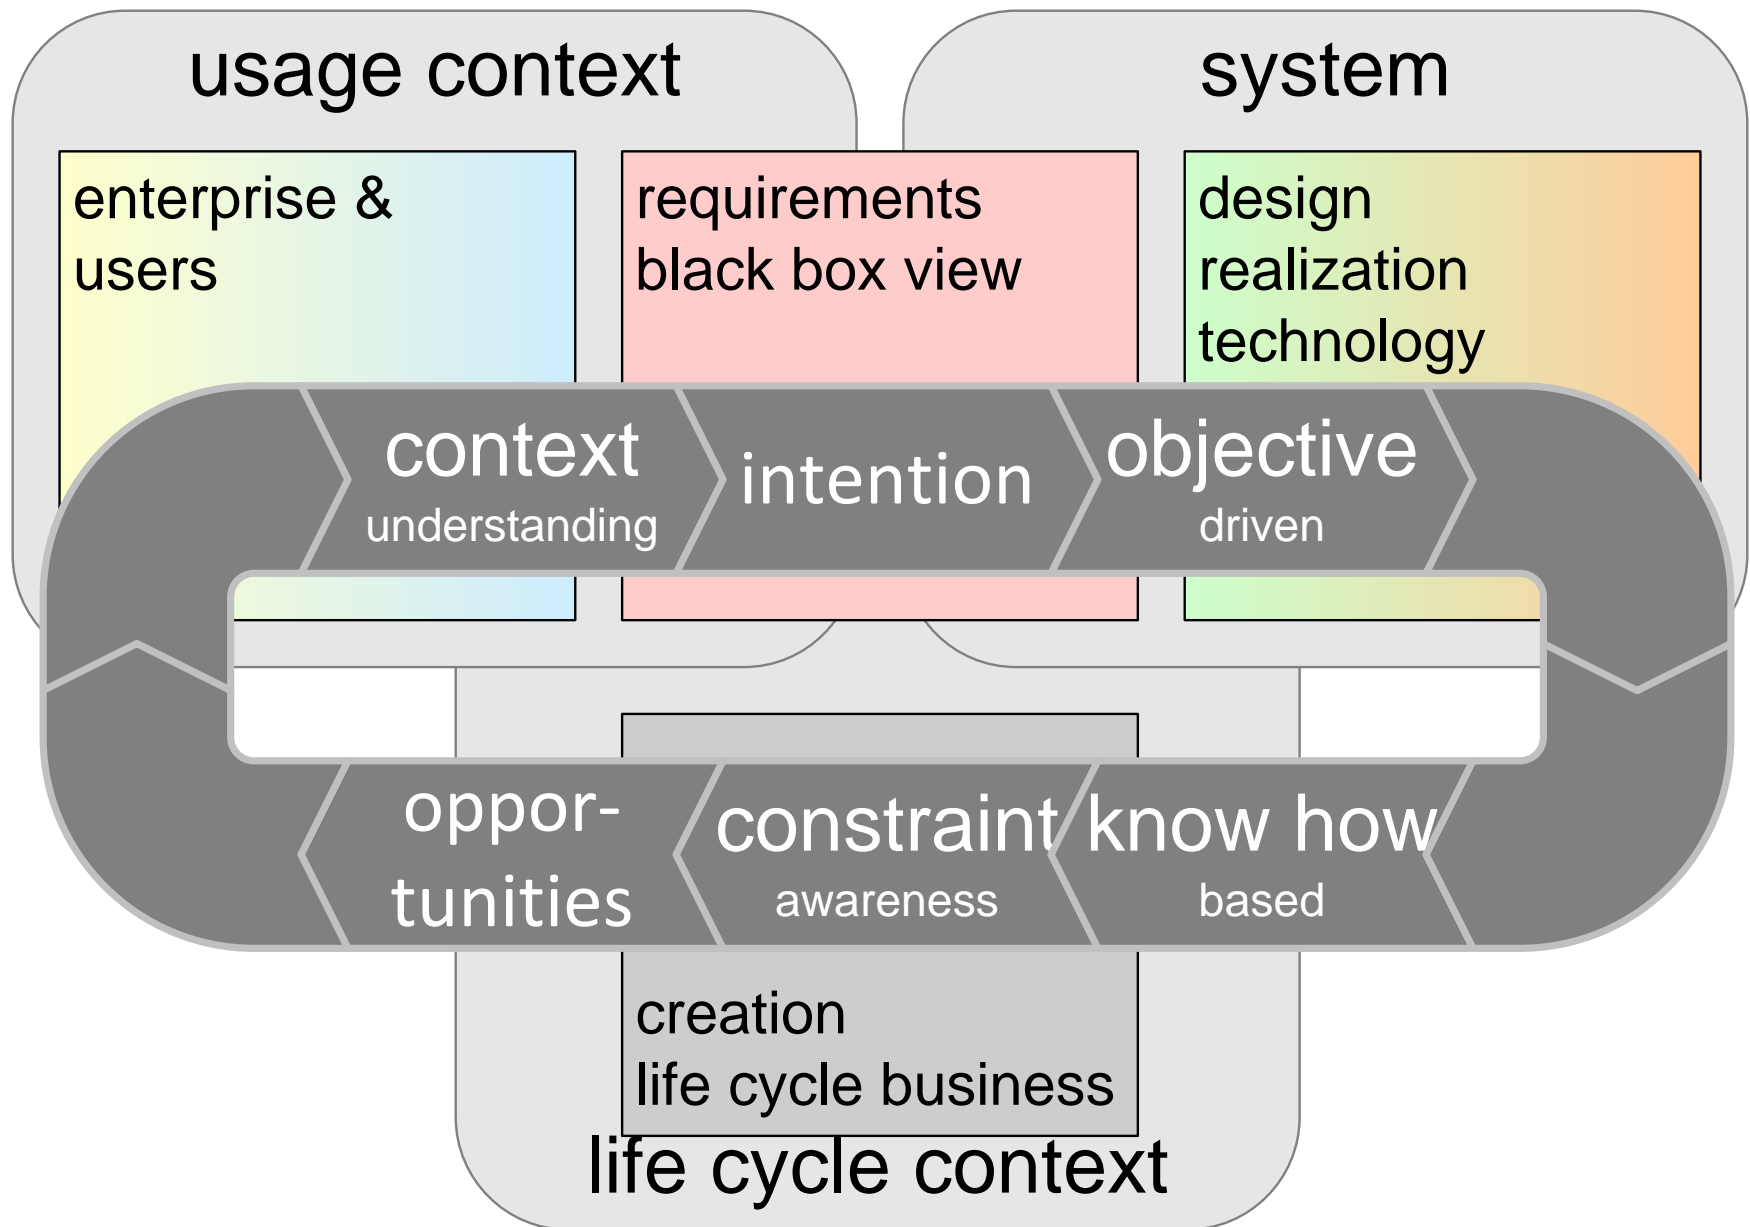 usage context
system
enterprise &
users
requirements
black box view
design
realization
technology
context
understanding
intention
objective
driven
oppor-
tunities
constraint
awareness
know how
based
creation
life cycle business
life cycle context